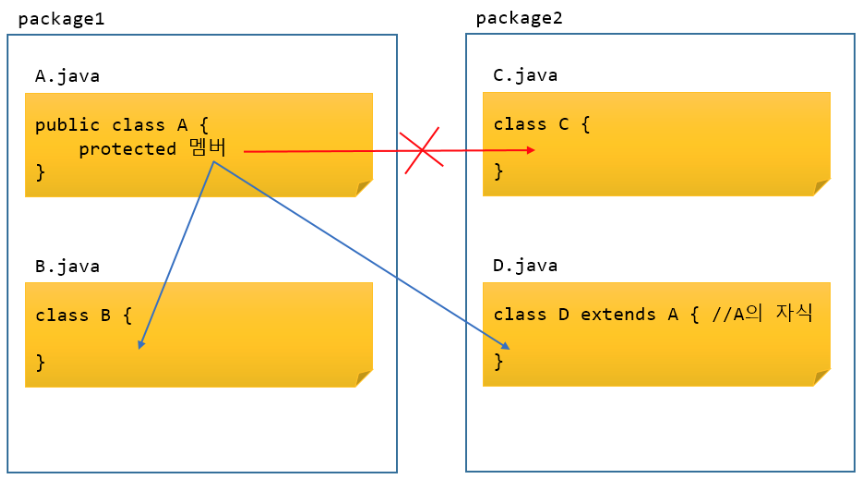 package1
package2
A.java
public class A {
protected 멤버
}
C.java
class C {
}
B.java
class B {
}
D.java
class D extends A { //A의 자식
}